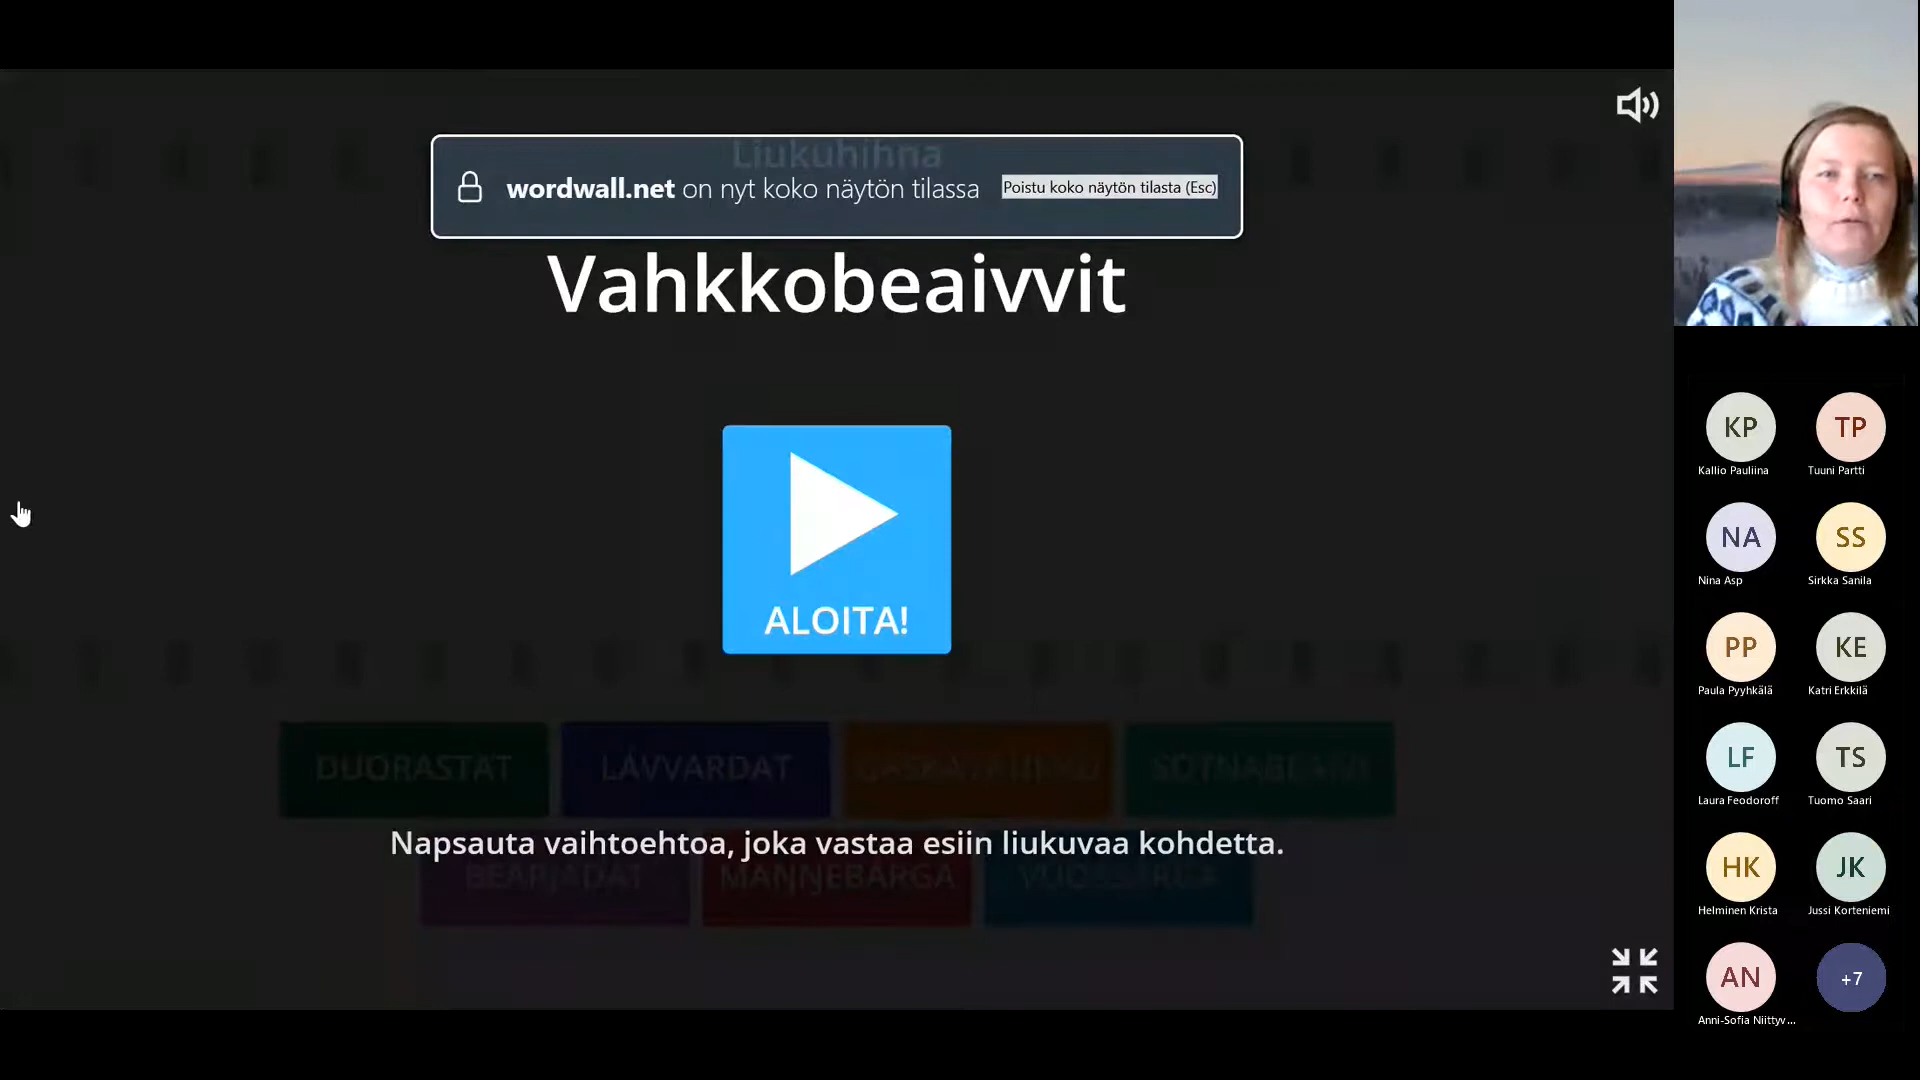 Liukuhihna
wordwall.net on nyt koko näytön tilassa
Poistu koko näytön tilasta (Esc)
Vahkkobeaivvit
ALOITA!
DUORASTAT
LÁVVARDAT
GASKAVAHKKU
SOTNABEAIVI
Napsauta vaihtoehtoa, joka vastaa esiin liukuvaa kohdetta.
BEARJADAT
MÁNNEBÁRGA
KP
TP
Kallio Pauliina
Tuuni Partti
NA
SS
Nina Asp
Sirkka Sanila
PP
KE
Paula Pyyhkälä
Katri Erkkilä
LF
TS
Laura Feodoroff
Tuomo Saari
HK
JK
Helminen Krista
Jussi Korteniemi
AN
+7
Anni-Sofia Niittyv...